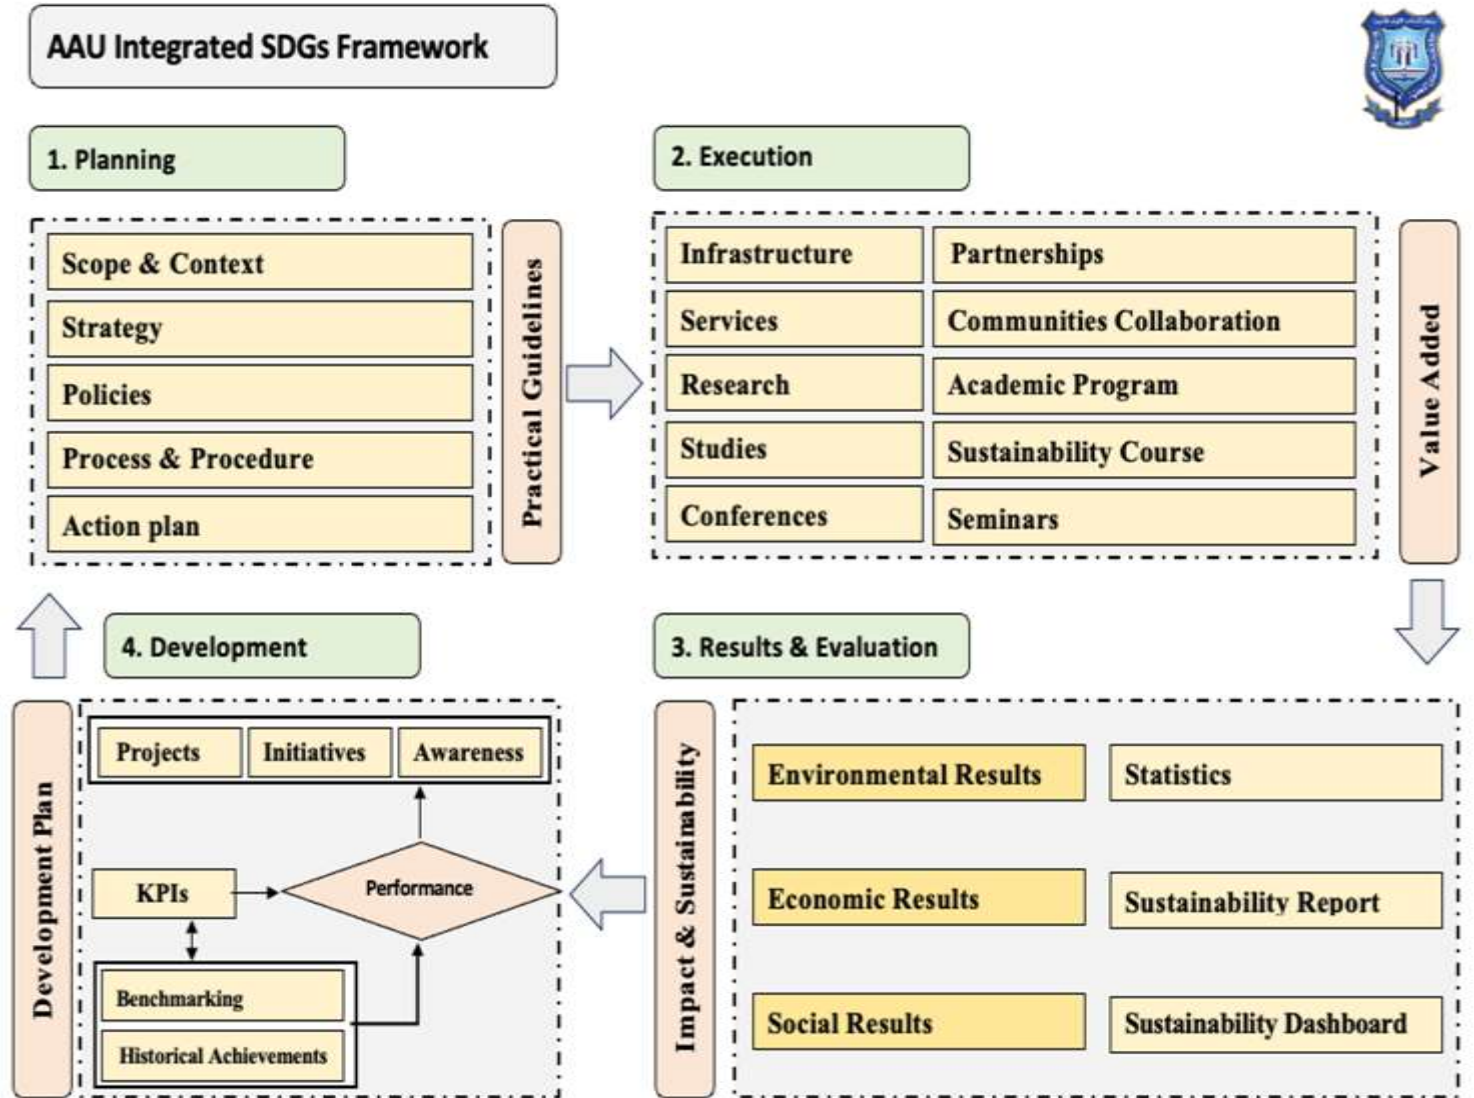 AAU Integrated SDGs Framework
1. Planning
Scope & Context
Strategy
Policies
Process & Procedure
Action plan
Practical Guidelines
2. Execution
Infrastructure
Partnerships
Services
Communities Collaboration
Research
Academic Program
Studies
Sustainability Course
Conferences
Seminars
Value Added
3. Results & Evaluation
Environmental Results
Statistics
Economic Results
Sustainability Report
Social Results
Sustainability Dashboard
Impact & Sustainability
4. Development
Projects
Initiatives
Awareness
KPIs
Performance
Benchmarking
Historical Achievements
Development Plan